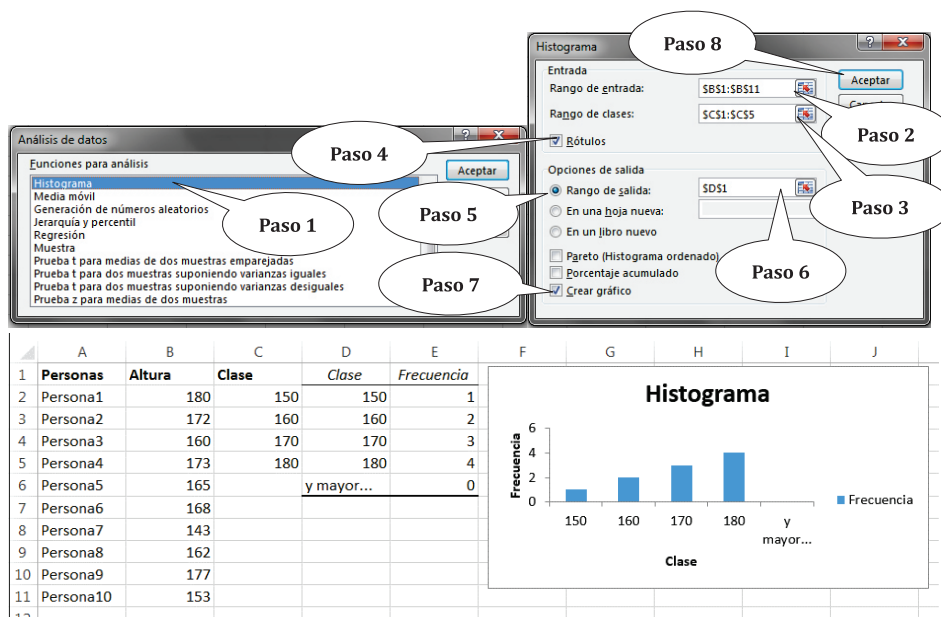 Análisis de datos
Funciones para análisis
Histograma
Media móvil
Generación de números aleatorios
Jerarquía y percentil
Regresión
Muestra
Prueba t para medias de dos muestras emparejadas
Prueba t para dos muestras suponiendo varianzas iguales
Prueba t para dos muestras suponiendo varianzas desiguales
Prueba z para medias de dos muestras
Aceptar
Paso 1
Paso 4
Paso 5
Paso 7
Histograma
Paso 8
Entrada
Rango de entrada: $B$1:$B$11
Rango de clases: $C$1:$C$5
Rótulos
Aceptar
Paso 2
Paso 3
Opciones de salida
Rango de salida: $D$1
En una hoja nueva:
En un libro nuevo
Pareto (Histograma ordenado)
Porcentaje acumulado
Crear gráfico
Paso 6
A B C D E F G H I J
1 Personas Altura Clase Clase Frecuencia
2 Persona1 180 150 150 1
3 Persona2 172 160 160 2
4 Persona3 160 170 170 3
5 Persona4 173 180 180 4
6 Persona5 165 y mayor... 0
7 Persona6 168
8 Persona7 143
9 Persona8 162
10 Persona9 177
11 Persona10 153
Histograma
Frecuencia
6
4
2
0
150 160 170 180 y
mayor...
Clase
Frecuencia